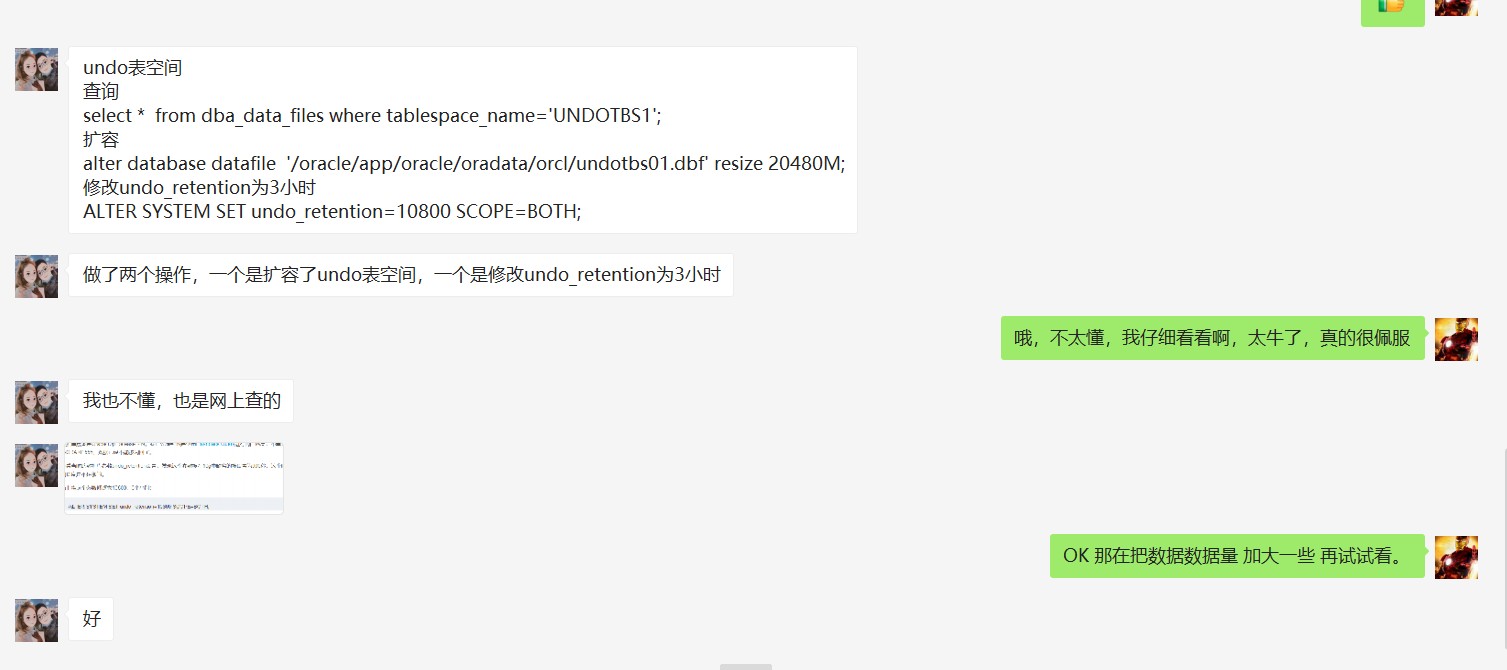 undo表空间
查询
select *  from dba_data_files where tablespace_name='UNDOTBS1';
扩容
alter database datafile  '/oracle/app/oracle/oradata/orcl/undotbs01.dbf' resize 20480M;
修改undo_retention为3小时
ALTER SYSTEM SET undo_retention=10800 SCOPE=BOTH;
做了两个操作，一个是扩容了undo表空间，一个是修改undo_retention为3小时
哦，不太懂，我仔细看看啊，太牛了，真的很佩服
我也不懂，也是网上查的
OK 那在把数据数据量 加大一些 再试试看。
好